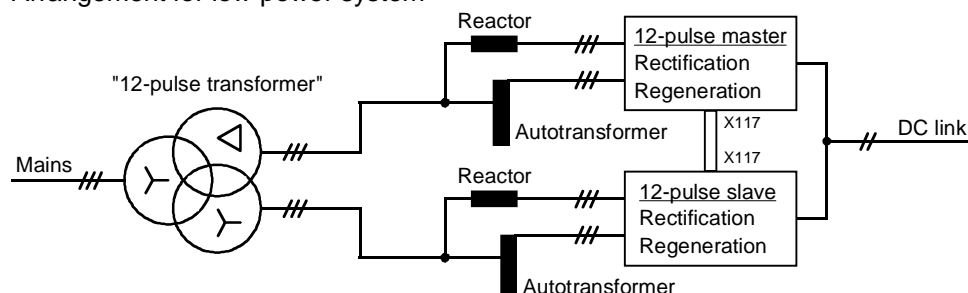 Arrangement for low power system
Reactor
12-pulse master
Rectification
Regeneration
"12-pulse transformer"
Autotransformer
X117
DC link
X117
Mains
Reactor
12-pulse slave
Rectification
Regeneration
Autotransformer